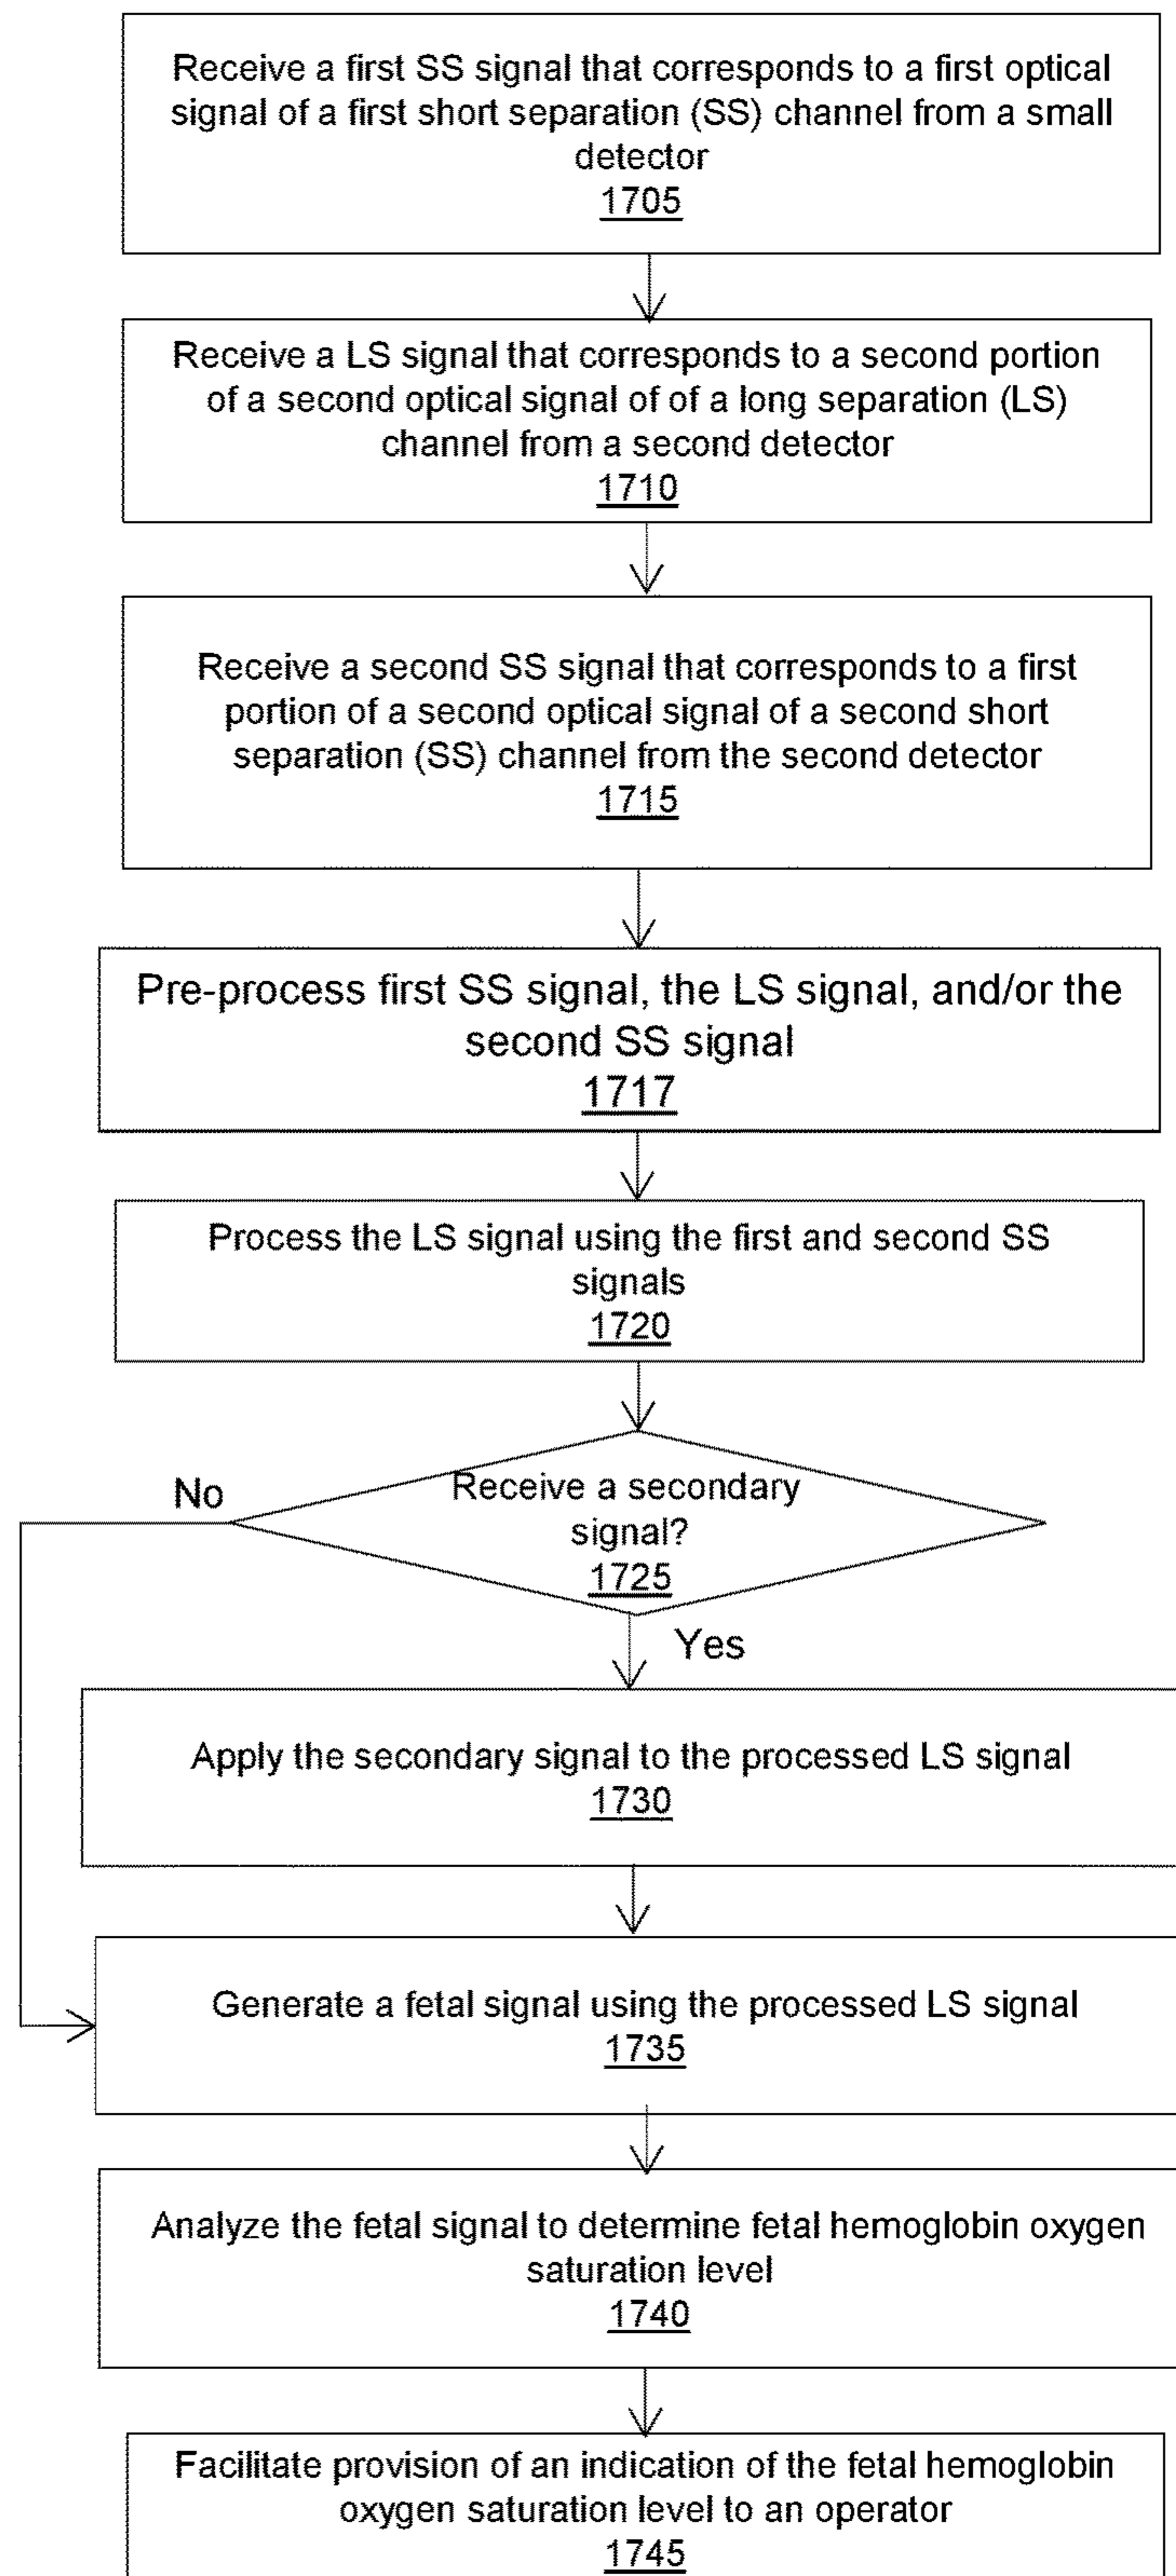 Receive a first SS signal that corresponds to a first optical
signal of a first short separation (SS) channel from a small
detector
1705
Receive a LS signal that corresponds to a second portion
of a second optical signal of of a long separation (LS)
channel from a second detector
1710
Receive a second SS signal that corresponds to a first
portion of a second optical signal of a second short
separation (SS) channel from the second detector
1715
Pre-process first SS signal, the LS signal, and/or the
second SS signal
1717
Process the LS signal using the first and second SS
signals
1720
No
Receive a secondary
signal?
1725
Yes
Apply the secondary signal to the processed LS signal
1730
Generate a fetal signal using the processed LS signal
1735
Analyze the fetal signal to determine fetal hemoglobin oxygen
saturation level
1740
Facilitate provision of an indication of the fetal hemoglobin
oxygen saturation level to an operator
1745